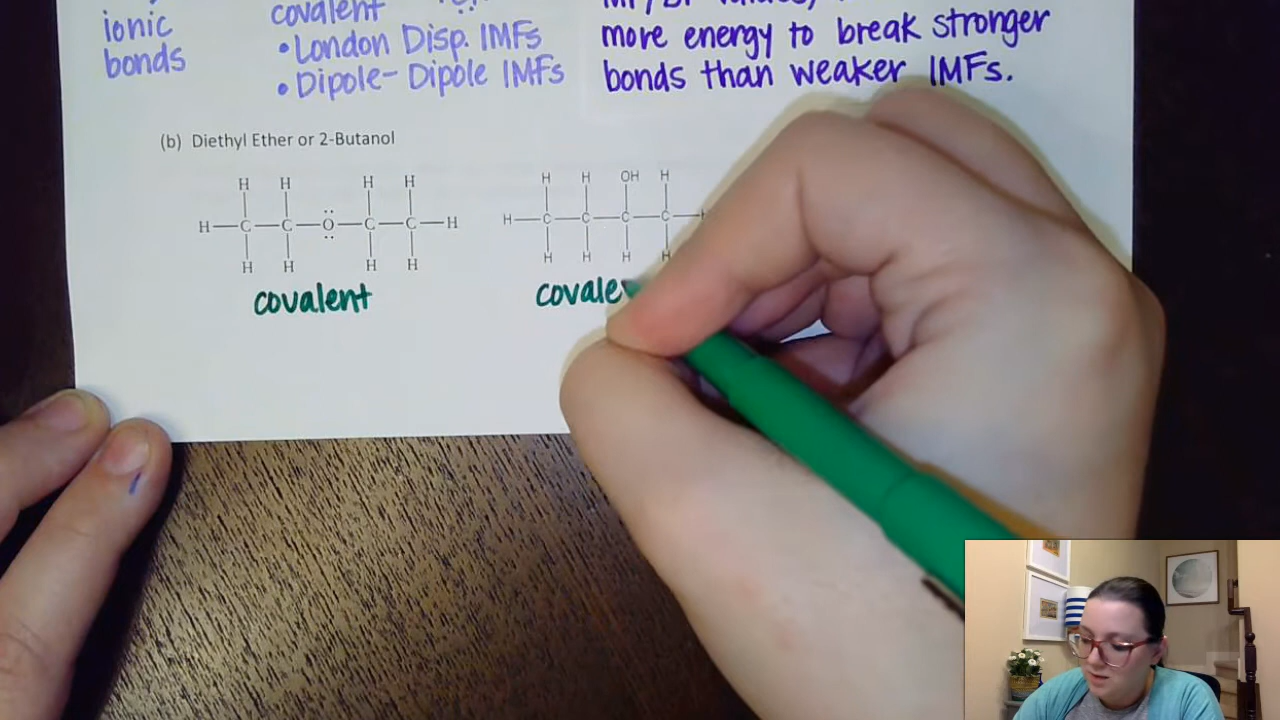 ionic
bonds
covalent
• London Disp. IMFs
• Dipole-Dipole IMFs
more energy to break stronger
bonds than weaker IMFs.
(b) Diethyl Ether or 2-Butanol
H H H H
H—C—C—Ö—C—C—H
H H H H
covalent
H H OH H
H—C—C—C—C—
H H H H
covale